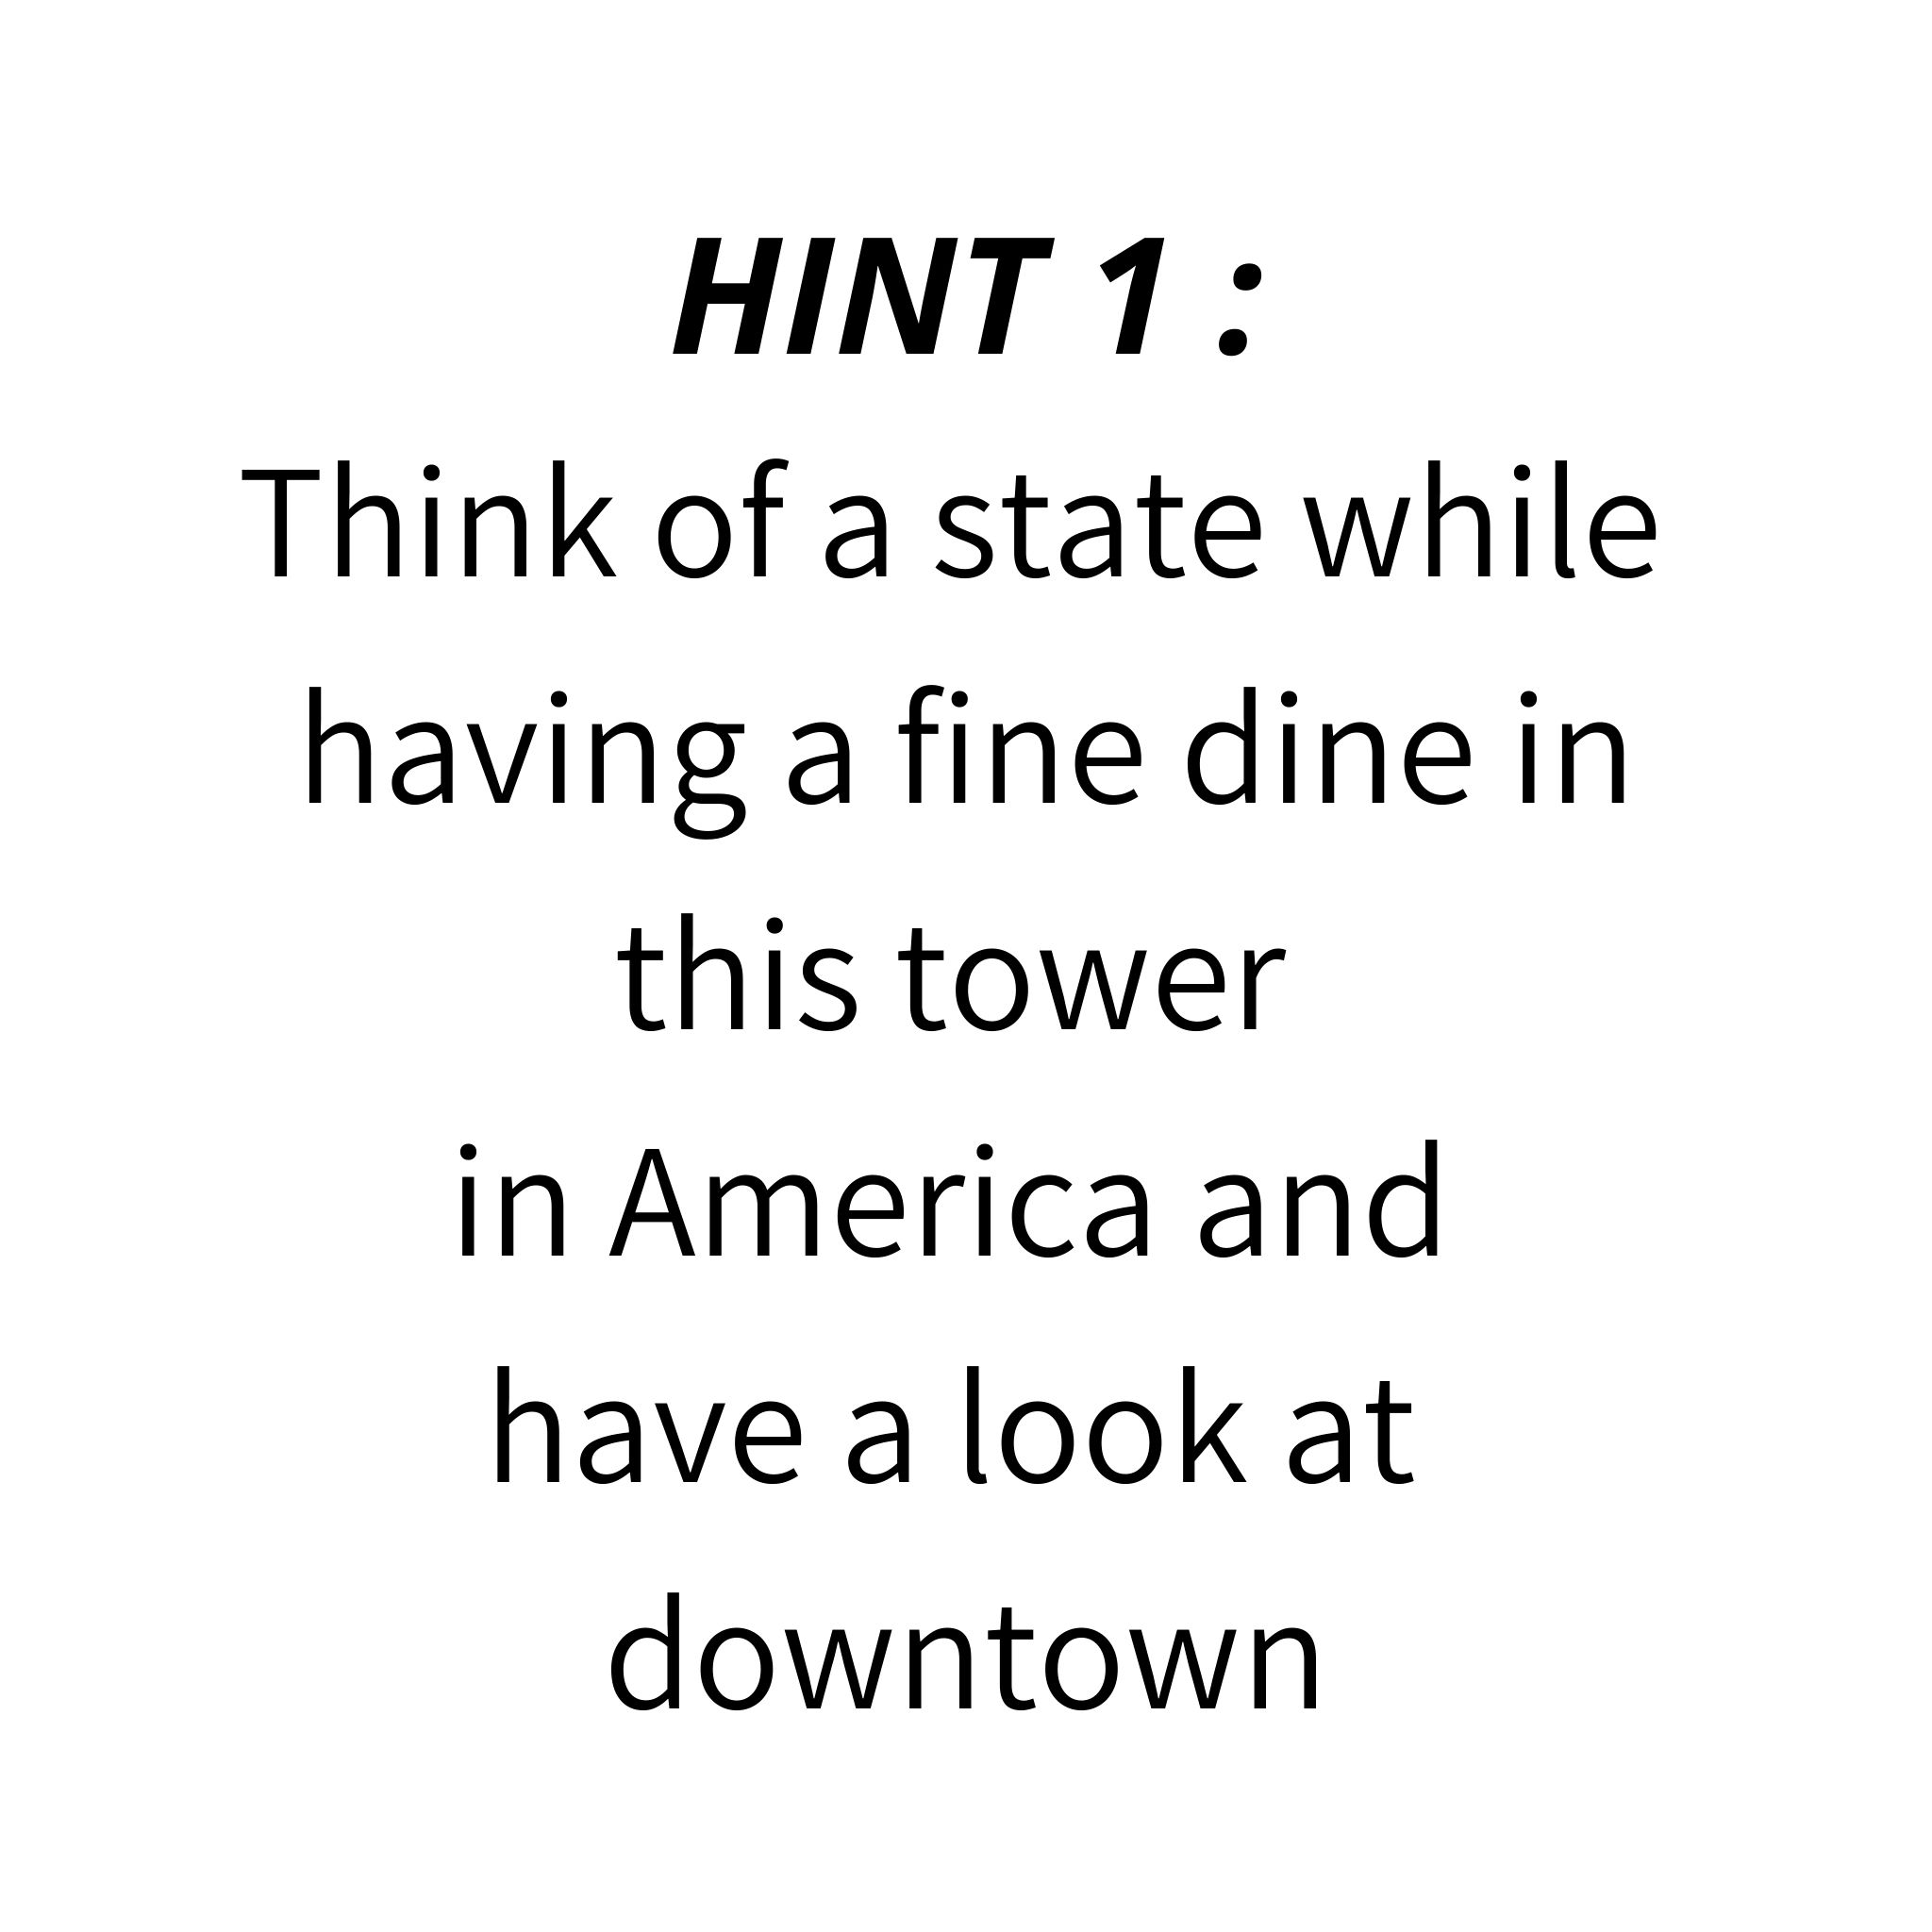 HINT 1 :
Think of a state while
having a fine dine in
this tower
in America and
have a look at
downtown